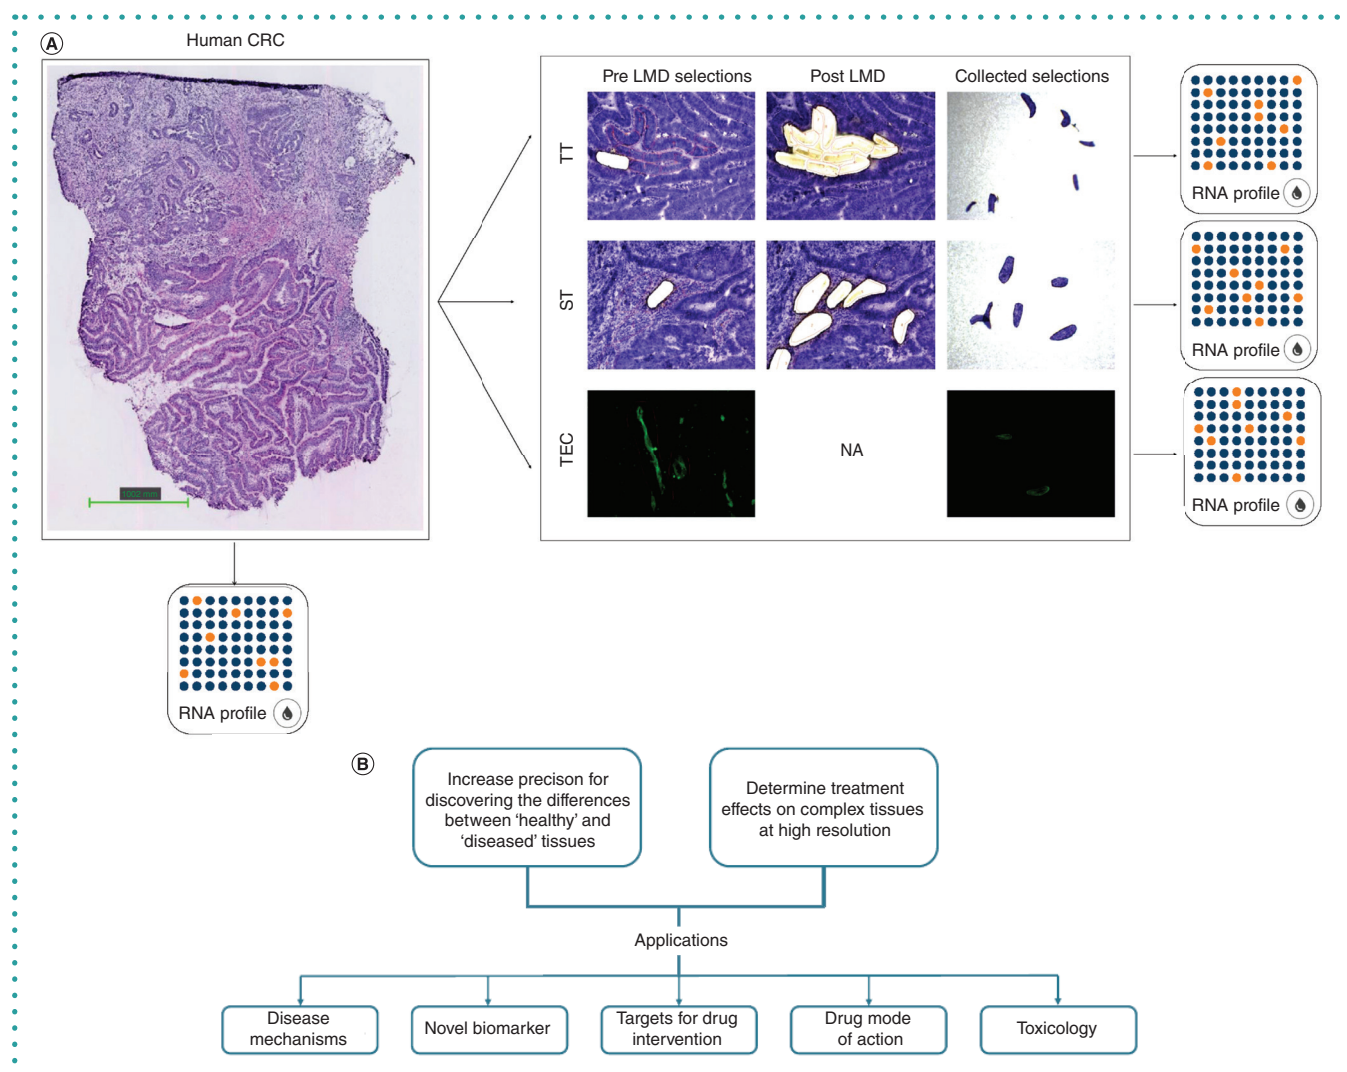 A
Human CRC
Pre LMD selections
Post LMD
Collected selections
TT
RNA profile
ST
RNA profile
TEC
NA
RNA profile
RNA profile
B
Increase precison for
discovering the differences
between ‘healthy’ and
‘diseased’ tissues
Determine treatment
effects on complex tissues
at high resolution
Applications
Disease
mechanisms
Novel biomarker
Targets for drug
intervention
Drug mode
of action
Toxicology